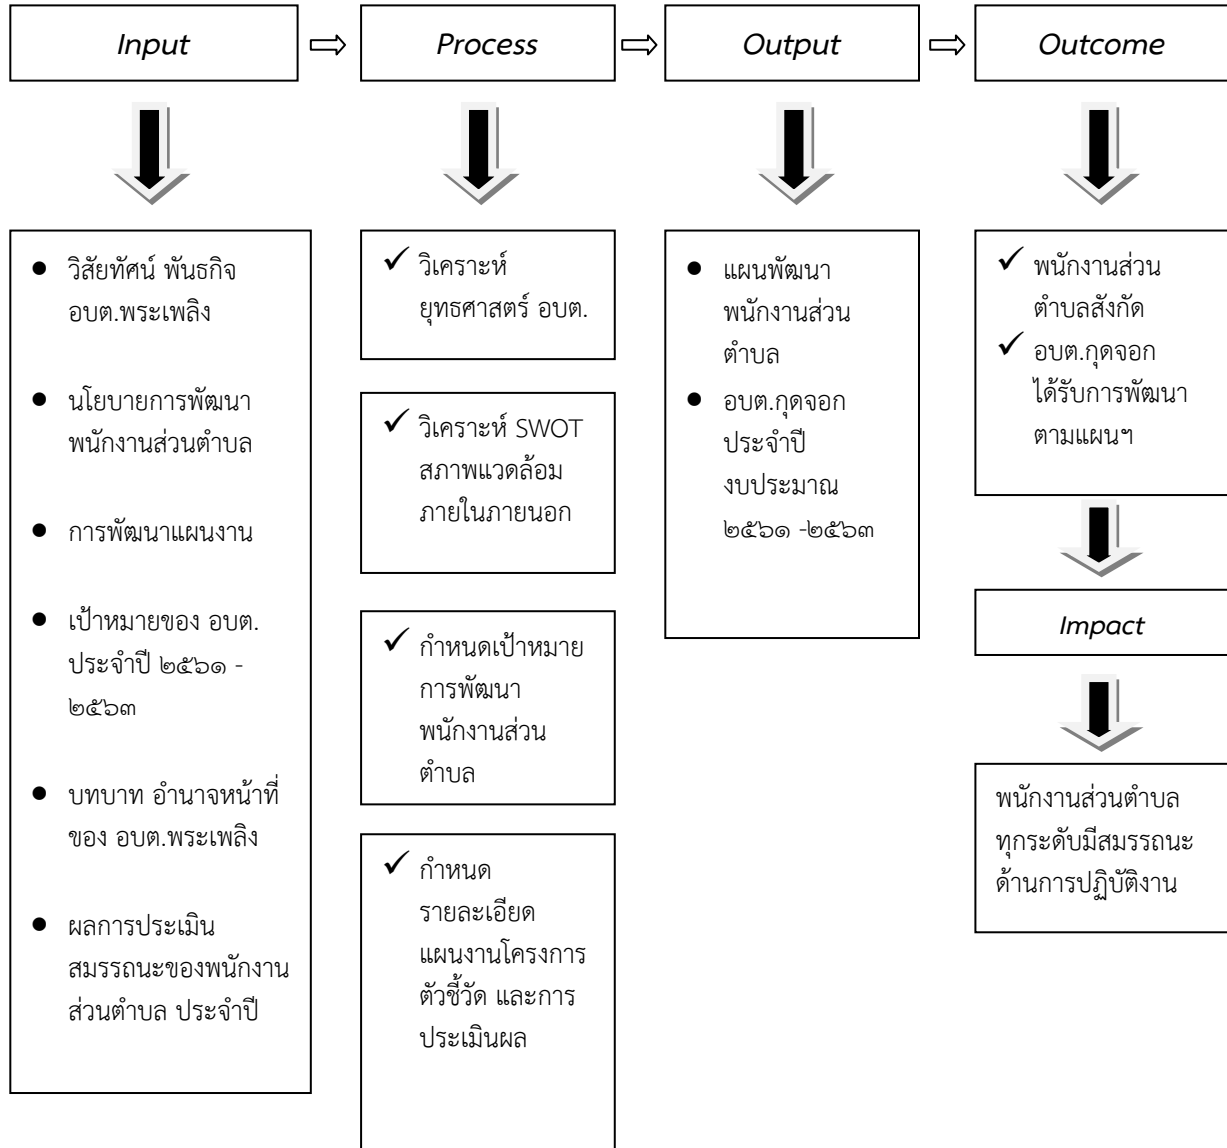 Input
Process
Output
Outcome
● วิสัยทัศน์ พันธกิจ
อบต.พระเพลิง
● นโยบายการพัฒนา
พนักงานส่วนตำบล
● การพัฒนาแผนงาน
● เป้าหมายของ อบต.
ประจำปี ๒๕๖๑ -
๒๕๖๓
● บทบาท อำนาจหน้าที่
ของ อบต.พระเพลิง
● ผลการประเมิน
สมรรถนะของพนักงาน
ส่วนตำบล ประจำปี
✓ วิเคราะห์
ยุทธศาสตร์ อบต.
✓ วิเคราะห์ SWOT
สภาพแวดล้อม
ภายในภายนอก
✓ กำหนดเป้าหมาย
การพัฒนา
พนักงานส่วน
ตำบล
✓ กำหนด
รายละเอียด
แผนงานโครงการ
ตัวชี้วัด และการ
ประเมินผล
● แผนพัฒนา
พนักงานส่วน
ตำบล
● อบต.กุดจอก
ประจำปี
งบประมาณ
๒๕๖๑ -๒๕๖๓
✓ พนักงานส่วน
ตำบลสังกัด
✓ อบต.กุดจอก
ได้รับการพัฒนา
ตามแผนฯ
Impact
พนักงานส่วนตำบล
ทุกระดับมีสมรรถนะ
ด้านการปฏิบัติงาน